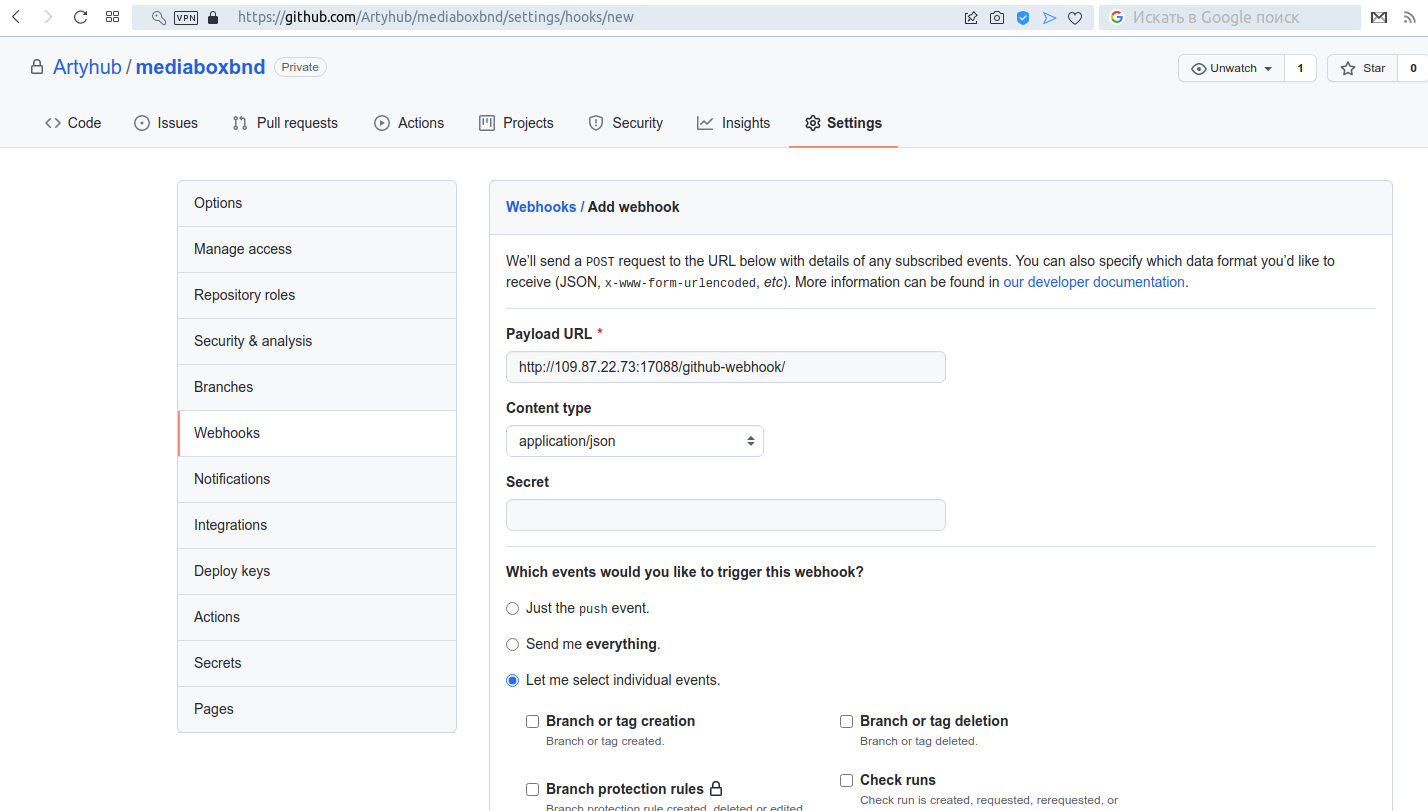 VPN https://github.com/Artyhub/mediaboxbnd/settings/hooks/new Искать в Google поиск
Artyhub / mediaboxbnd Private Unwatch 1 Star 0
Code Issues Pull requests Actions Projects Security Insights Settings
Options
Manage access
Repository roles
Security & analysis
Branches
Webhooks
Notifications
Integrations
Deploy keys
Actions
Secrets
Pages
Webhooks / Add webhook
We'll send a POST request to the URL below with details of any subscribed events. You can also specify which data format you'd like to
receive (JSON, x-www-form-urlencoded, etc). More information can be found in our developer documentation.
Payload URL *
http://109.87.22.73:17088/github-webhook/
Content type
application/json
Secret
Which events would you like to trigger this webhook?
Just the push event.
Send me everything.
Let me select individual events.
Branch or tag creation
Branch or tag created.
Branch or tag deletion
Branch or tag deleted.
Branch protection rules
Branch protection rule created, deleted or edited
Check runs
Check run is created, requested, rerequested, or